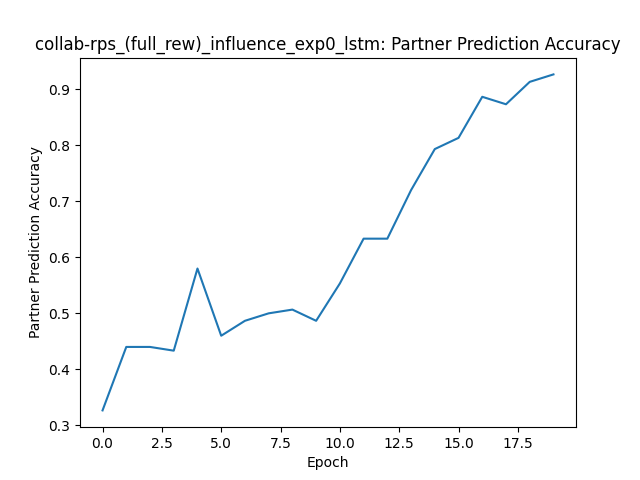 collab-rps_(full_rew)_influence_exp0_lstm: Partner Prediction Accuracy
Partner Prediction Accuracy
0.9
0.8
0.7
0.6
0.5
0.4
0.3
0.0 2.5 5.0 7.5 10.0 12.5 15.0 17.5
Epoch